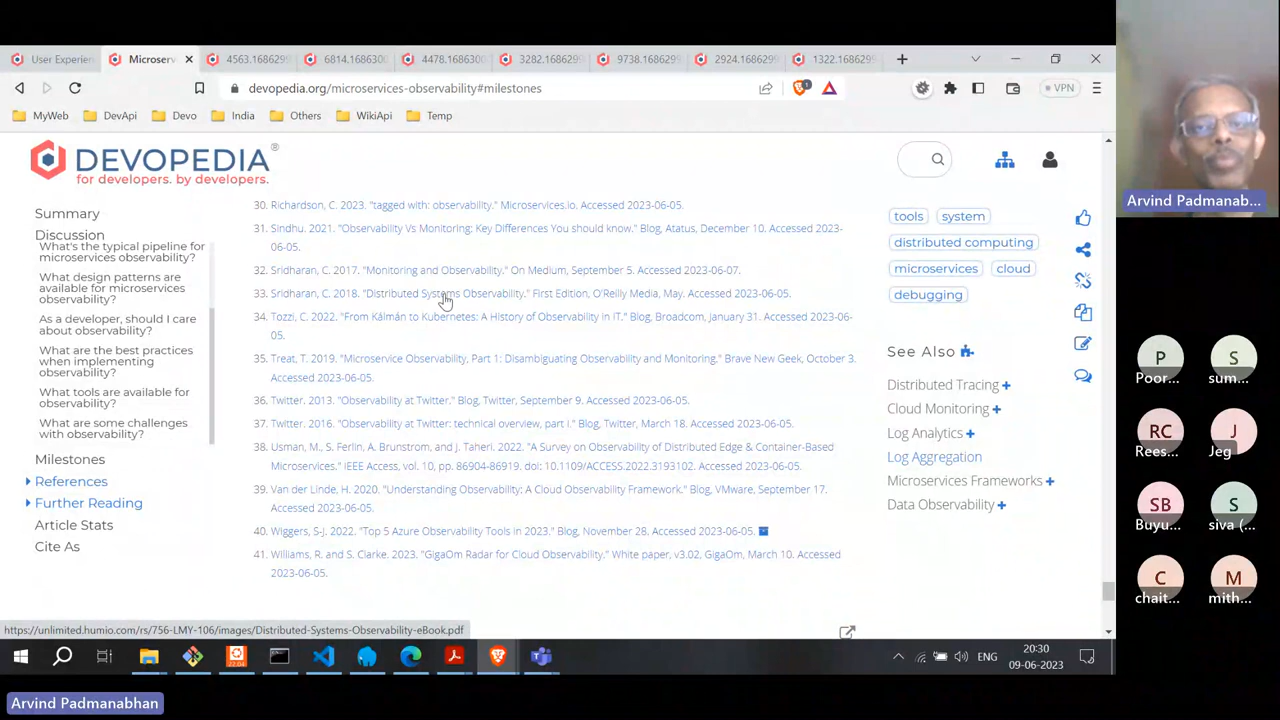 User Experien
Microserv
4563.1686299
6814.1686300
4478.1686300
3282.1686299
9738.1686299
2924.1686299
1322.1686299
devopedia.org/microservices-observability#milestones
1
VPN
MyWeb
DevApi
Devo
India
Others
WikiApi
Temp
DEVOPEDIA®
for developers. by developers.
Summary
Discussion
What's the typical pipeline for
microservices observability?
What design patterns are
available for microservices
observability?
As a developer, should I care
about observability?
What are the best practices
when implementing
observability?
What tools are available for
observability?
What are some challenges
with observability?
Milestones
References
Further Reading
Article Stats
Cite As
30. Richardson, C. 2023. "tagged with: observability." Microservices.io. Accessed 2023-06-05.
31. Sindhu. 2021. "Observability Vs Monitoring: Key Differences You should know." Blog, Atatus, December 10. Accessed 2023-
06-05.
32. Sridharan, C. 2017. "Monitoring and Observability." On Medium, September 5. Accessed 2023-06-07.
33. Sridharan, C. 2018. "Distributed Systems Observability." First Edition, O'Reilly Media, May. Accessed 2023-06-05.
34. Tozzi, C. 2022. "From Kálmán to Kubernetes: A History of Observability in IT." Blog, Broadcom, January 31. Accessed 2023-06-
05.
35. Treat, T. 2019. "Microservice Observability, Part 1: Disambiguating Observability and Monitoring." Brave New Geek, October 3.
Accessed 2023-06-05.
36. Twitter. 2013. "Observability at Twitter." Blog, Twitter, September 9. Accessed 2023-06-05.
37. Twitter. 2016. "Observability at Twitter: technical overview, part I." Blog, Twitter, March 18. Accessed 2023-06-05.
38. Usman, M., S. Ferlin, A. Brunstrom, and J. Taheri. 2022. "A Survey on Observability of Distributed Edge & Container-Based
Microservices." IEEE Access, vol. 10, pp. 86904-86919. doi: 10.1109/ACCESS.2022.3193102. Accessed 2023-06-05.
39. Van der Linde, H. 2020. "Understanding Observability: A Cloud Observability Framework." Blog, VMware, September 17.
Accessed 2023-06-05.
40. Wiggers, S-J. 2022. "Top 5 Azure Observability Tools in 2023." Blog, November 28. Accessed 2023-06-05.
41. Williams, R. and S. Clarke. 2023. "GigaOm Radar for Cloud Observability." White paper, v3.02, GigaOm, March 10. Accessed
2023-06-05.
tools
system
distributed computing
microservices
cloud
debugging
See Also
Distributed Tracing +
Cloud Monitoring +
Log Analytics +
Log Aggregation
Microservices Frameworks +
Data Observability +
https://unlimited.humio.com/rs/756-LMY-106/images/Distributed-Systems-Observability-eBook.pdf
22.04
ENG
20:30
09-06-2023
Arvind Padmanabhan
Arvind Padmanab...
P
Poor...
S
sum...
RC
Rees...
J
Jeg
SB
Buyu...
S
siva (...
C
chait...
M
mith...